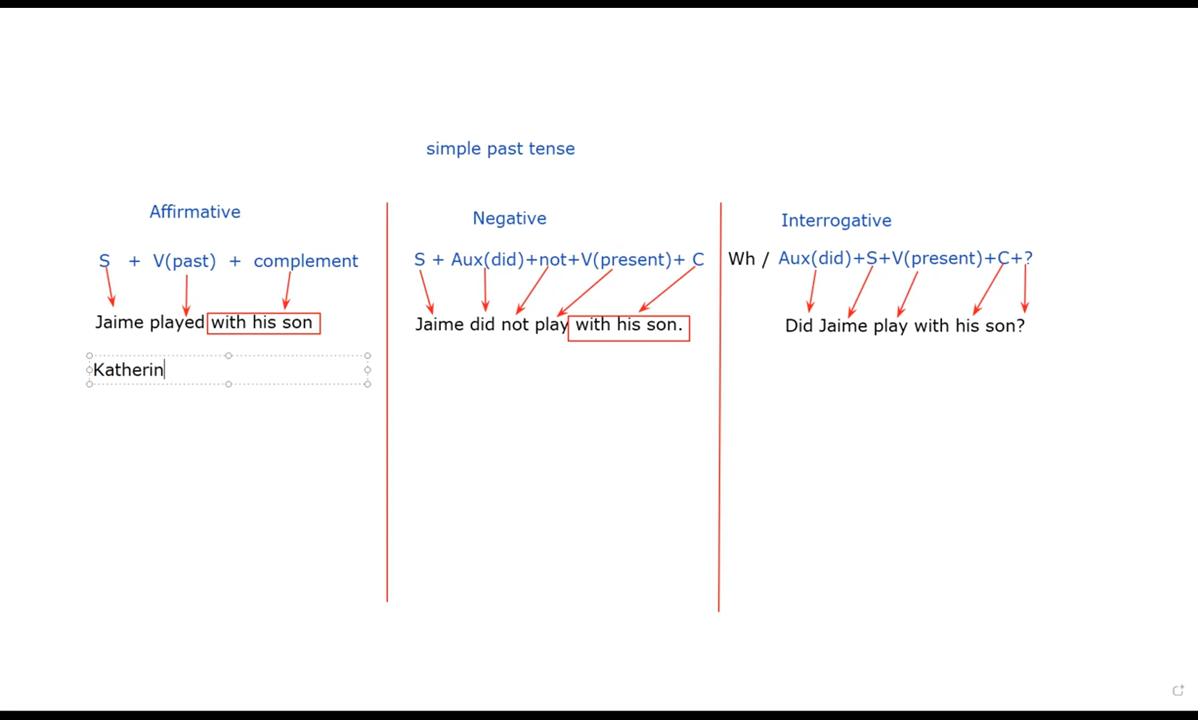 simple past tense
Affirmative
S + V(past) + complement
Jaime played with his son
Katherin
Negative
S + Aux(did)+not+V(present)+ C
Jaime did not play with his son.
Interrogative
Wh / Aux(did)+S+V(present)+C+?
Did Jaime play with his son?